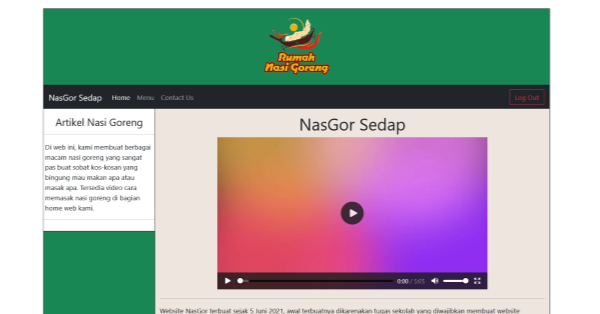 Rumah
Nasi Goreng
NasGor Sedap Home Menu Contact Us Log Out
Artikel Nasi Goreng
Di web ini, kami membuat berbagai
macam nasi goreng yang sangat
pas buat sobat kos-kosan yang
bingung mau makan apa atau
masak apa. Tersedia video cara
memasak nasi goreng di bagian
home web kami.
NasGor Sedap
0:00 / 5:03
Website NasGor terbuat sejak 5 Juni 2021, awal terbuatnya dikarenakan tugas sekolah yang diwajibkan membuat website